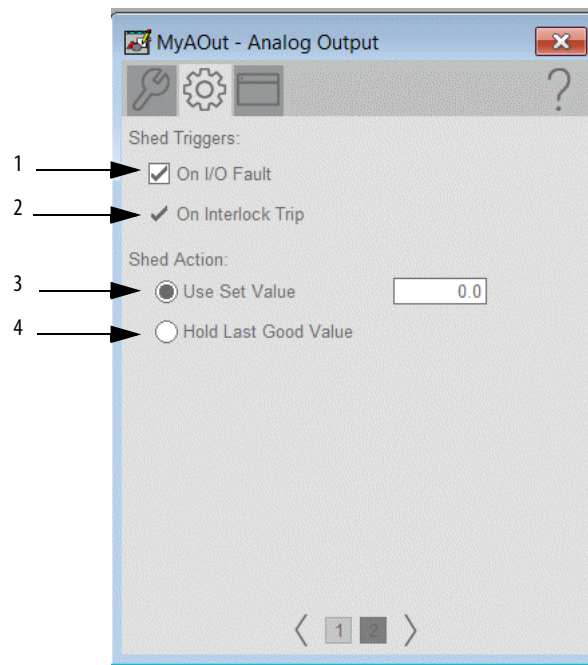 MyAOut - Analog Output
Shed Triggers:
1 On I/O Fault
2 On Interlock Trip
Shed Action:
3 Use Set Value 0.0
4 Hold Last Good Value
1 2